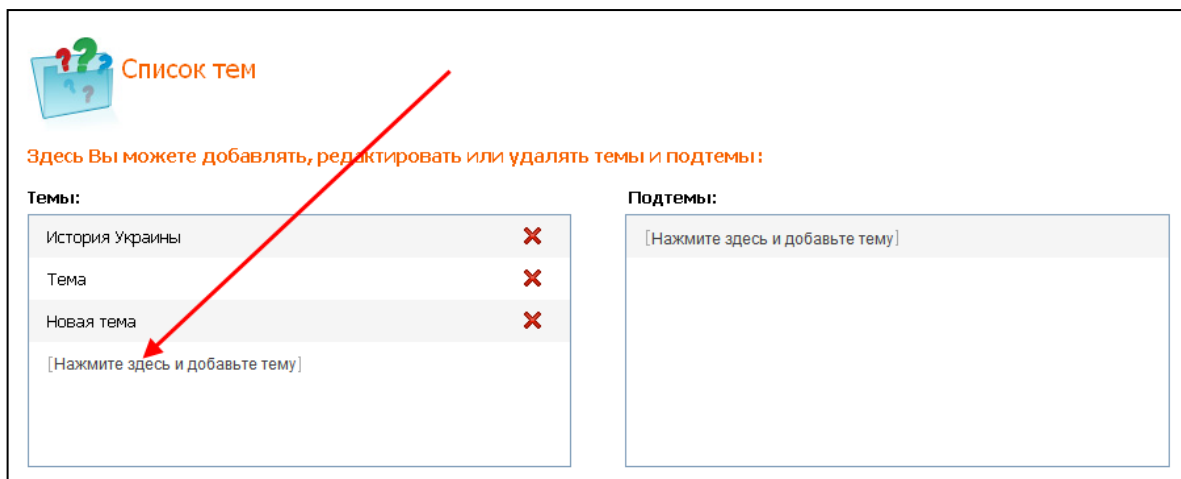 Список тем
Здесь Вы можете добавлять, редактировать или удалять темы и подтемы:
Темы:
История Украины
Тема
Новая тема
[Нажмите здесь и добавьте тему]
Подтемы:
[Нажмите здесь и добавьте тему]